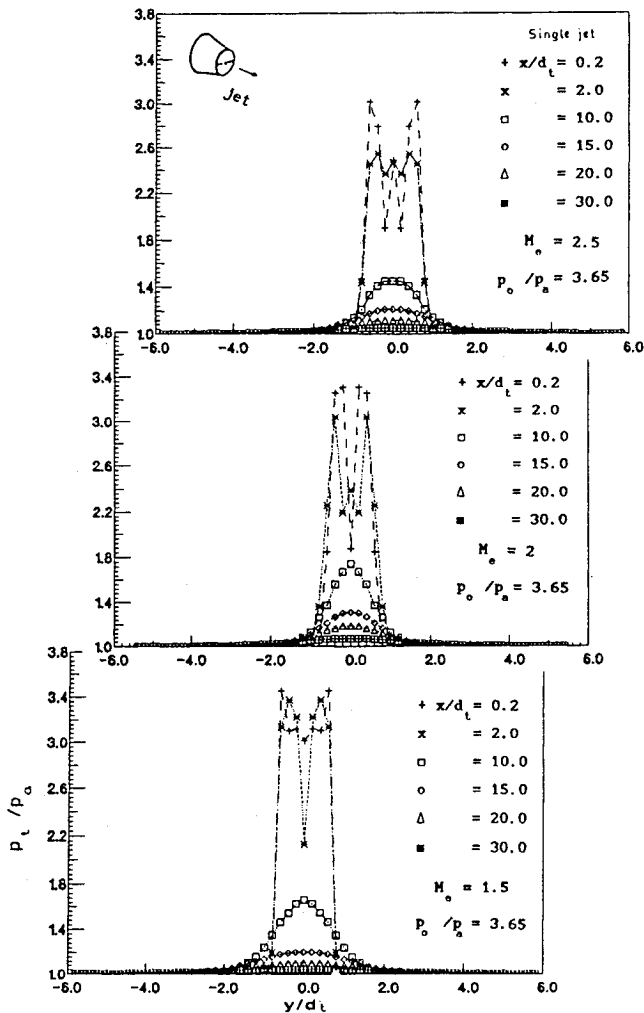 3.8
3.4
3.0
2.6
2.2
1.8
1.4
1.0
Jet
Single jet
+ x/d_t = 0.2
× = 2.0
□ = 10.0
○ = 15.0
△ = 20.0
■ = 30.0
M_e = 2.5
p_o /p_a = 3.65
-6.0 -4.0 -2.0 0.0 2.0 4.0 6.0
3.8
3.4
3.0
2.6
2.2
1.8
1.4
1.0
+ x/d_t = 0.2
× = 2.0
□ = 10.0
○ = 15.0
△ = 20.0
■ = 30.0
M_e = 2
p_o /p_a = 3.65
-6.0 -4.0 -2.0 0.0 2.0 4.0 6.0
3.8
3.4
3.0
2.6
2.2
1.8
1.4
1.0
p_t /p_a
+ x/d_t = 0.2
× = 2.0
□ = 10.0
○ = 15.0
△ = 20.0
■ = 30.0
M_e = 1.5
p_o /p_a = 3.65
-6.0 -4.0 -2.0 0.0 2.0 4.0 6.0
y/d_t